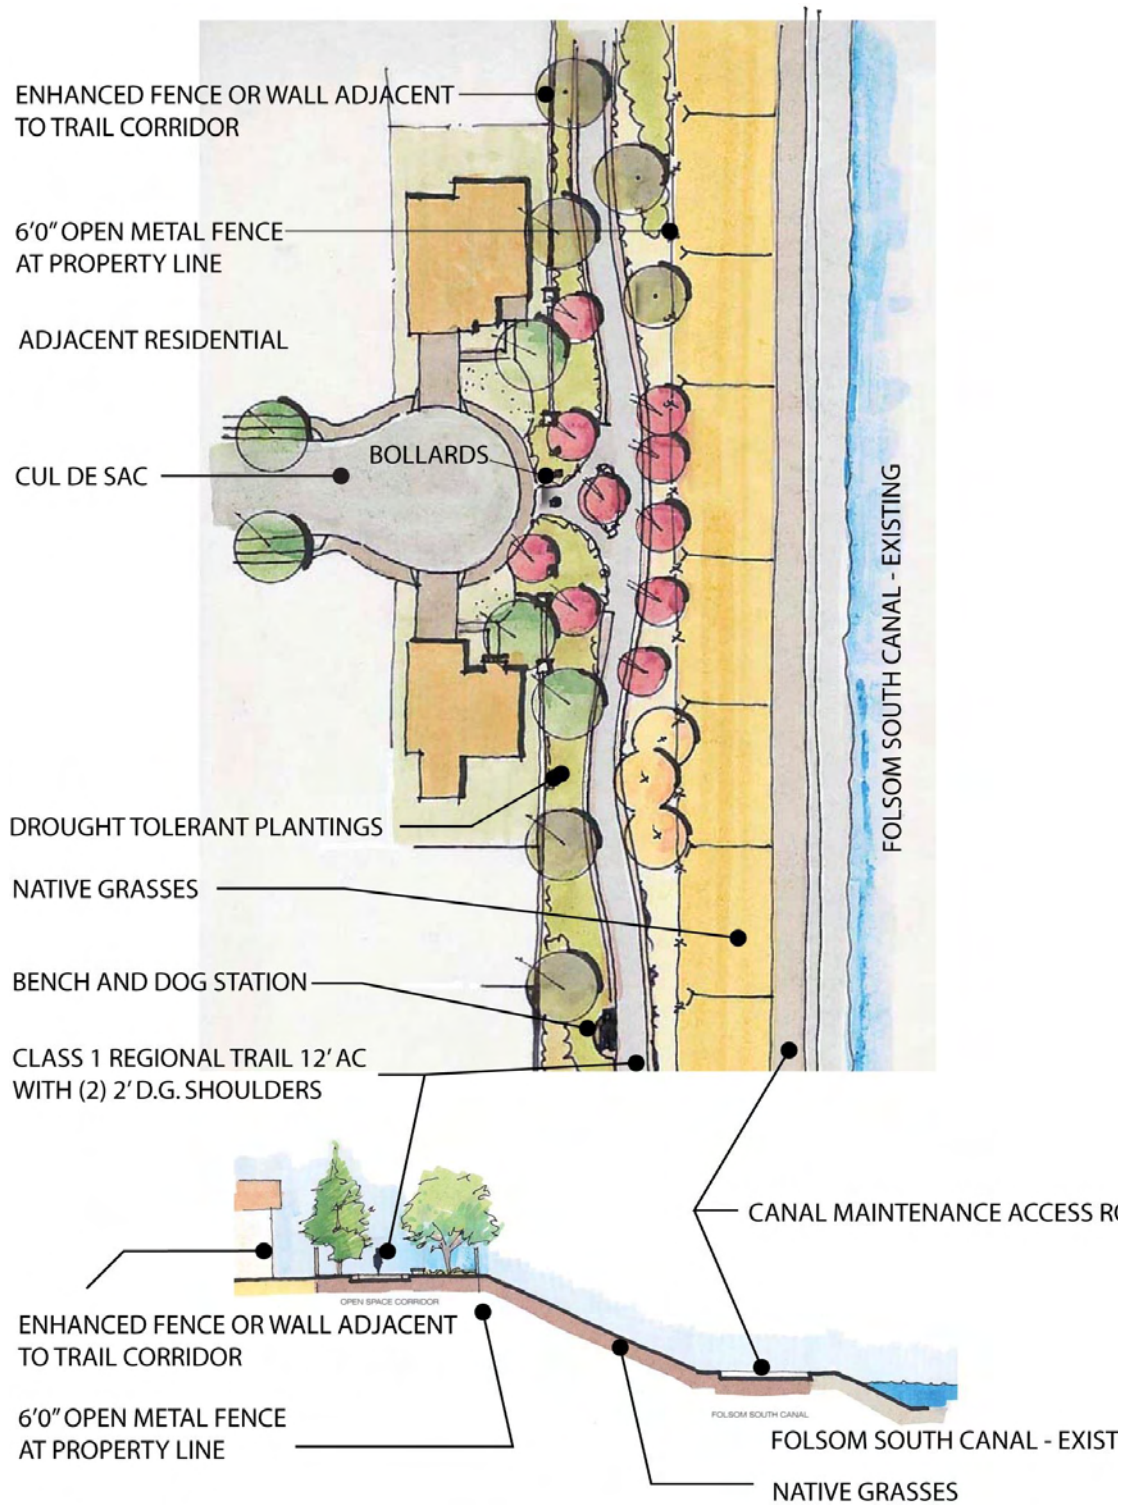 ENHANCED FENCE OR WALL ADJACENT
TO TRAIL CORRIDOR
6'0" OPEN METAL FENCE
AT PROPERTY LINE
ADJACENT RESIDENTIAL
BOLLARDS
CUL DE SAC
FOLSOM SOUTH CANAL - EXISTING
DROUGHT TOLERANT PLANTINGS
NATIVE GRASSES
BENCH AND DOG STATION
CLASS 1 REGIONAL TRAIL 12' AC
WITH (2) 2' D.G. SHOULDERS
CANAL MAINTENANCE ACCESS
OPEN SPACE CORRIDOR
ENHANCED FENCE OR WALL ADJACENT
TO TRAIL CORRIDOR
6'0" OPEN METAL FENCE
AT PROPERTY LINE
FOLSOM SOUTH CANAL
FOLSOM SOUTH CANAL - EXIST
NATIVE GRASSES